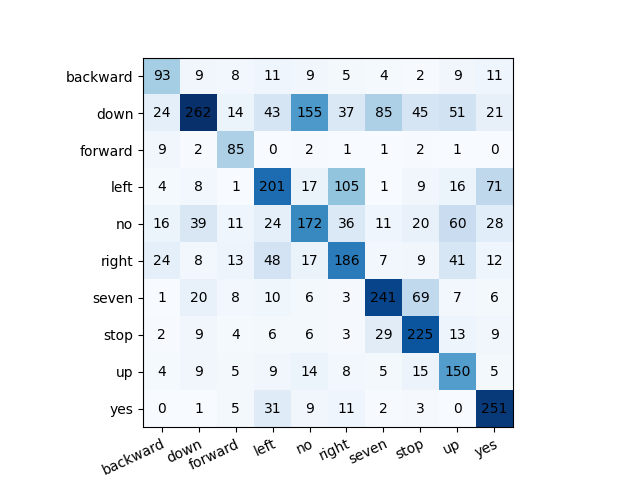 backward 93 9 8 11 9 5 4 2 9 11
down 24 262 14 43 155 37 85 45 51 21
forward 9 2 85 0 2 1 1 2 1 0
left 4 8 1 201 17 105 1 9 16 71
no 16 39 11 24 172 36 11 20 60 28
right 24 8 13 48 17 186 7 9 41 12
seven 1 20 8 10 6 3 241 69 7 6
stop 2 9 4 6 6 3 29 225 13 9
up 4 9 5 9 14 8 5 15 150 5
yes 0 1 5 31 9 11 2 3 0 251
backward down forward left no right seven stop up yes